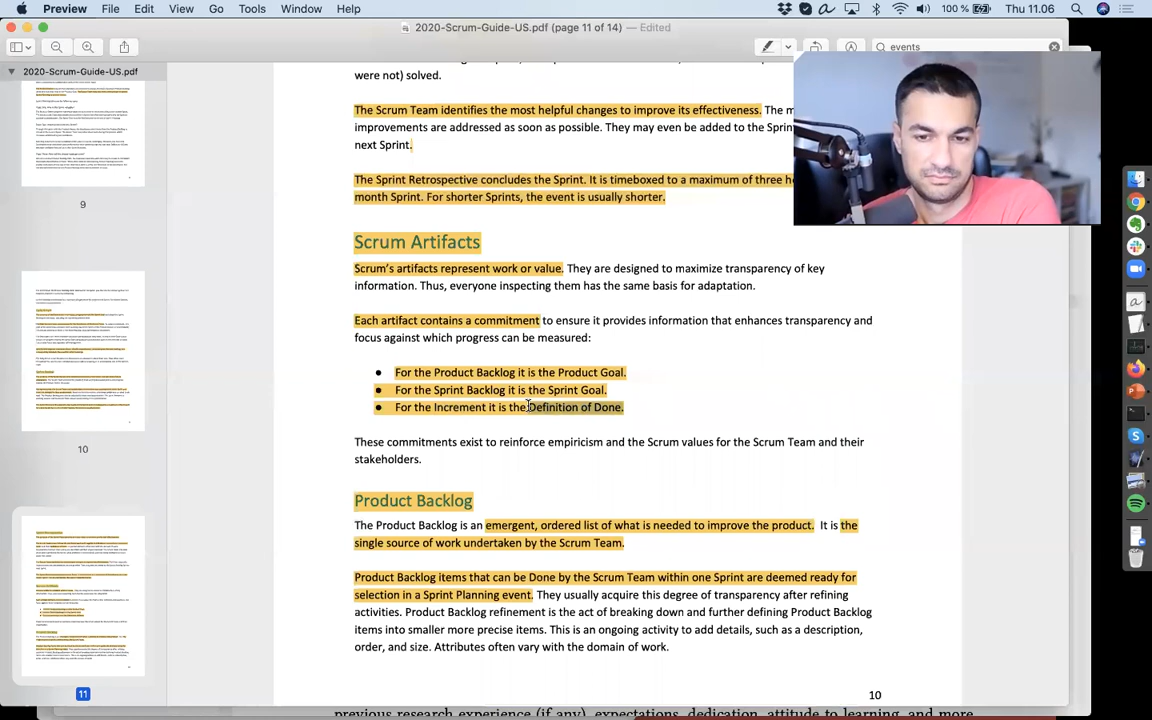 Preview File Edit View Go Tools Window Help 100 % Thu 11.06
2020-Scrum-Guide-US.pdf (page 11 of 14) — Edited
events
2020-Scrum-Guide-US.pdf
9
10
11
were not) solved.
The Scrum Team identifies the most helpful changes to improve its effectiveness. The m
improvements are addressed as soon as possible. They may even be added to the Sprin
next Sprint.
The Sprint Retrospective concludes the Sprint. It is timeboxed to a maximum of three h
month Sprint. For shorter Sprints, the event is usually shorter.
Scrum Artifacts
Scrum's artifacts represent work or value. They are designed to maximize transparency of key
information. Thus, everyone inspecting them has the same basis for adaptation.
Each artifact contains a commitment to ensure it provides information that enhances transparency and
focus against which progress can be measured:
● For the Product Backlog it is the Product Goal.
● For the Sprint Backlog it is the Sprint Goal.
● For the Increment it is the Definition of Done.
These commitments exist to reinforce empiricism and the Scrum values for the Scrum Team and their
stakeholders.
Product Backlog
The Product Backlog is an emergent, ordered list of what is needed to improve the product. It is the
single source of work undertaken by the Scrum Team.
Product Backlog items that can be Done by the Scrum Team within one Sprint are deemed ready for
selection in a Sprint Planning event. They usually acquire this degree of transparency after refining
activities. Product Backlog refinement is the act of breaking down and further defining Product Backlog
items into smaller more precise items. This is an ongoing activity to add details, such as a description,
order, and size. Attributes often vary with the domain of work.
10
previous research experience (if any), expectations, dedication, attitude to learning, and more